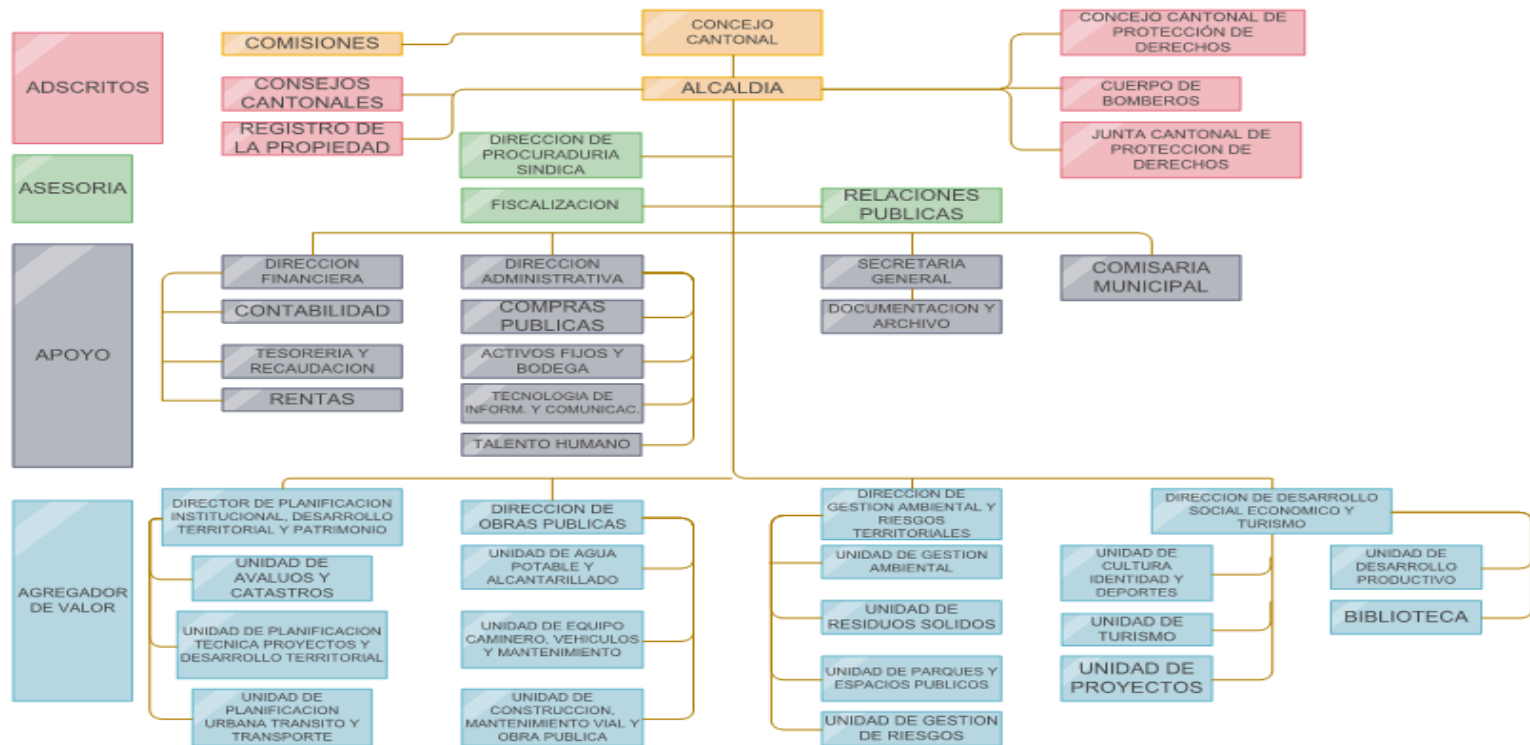 CONCEJO
CANTONAL
COMISIONES
CONCEJO CANTONAL DE
PROTECCIÓN DE
DERECHOS
ADSCRITOS
CONSEJOS
CANTONALES
ALCALDIA
CUERPO DE
BOMBEROS
REGISTRO DE
LA PROPIEDAD
JUNTA CANTONAL DE
PROTECCION DE
DERECHOS
DIRECCION DE
PROCURADURIA
SINDICA
ASESORIA
FISCALIZACION
RELACIONES
PUBLICAS
APOYO
DIRECCION
FINANCIERA
CONTABILIDAD
TESORERIA Y
RECAUDACION
RENTAS
DIRECCION
ADMINISTRATIVA
COMPRAS
PUBLICAS
ACTIVOS FIJOS Y
BODEGA
TECNOLOGIA DE
INFORM. Y COMUNICAC.
TALENTO HUMANO
SECRETARIA
GENERAL
DOCUMENTACION Y
ARCHIVO
COMISARIA
MUNICIPAL
AGREGADOR
DE VALOR
DIRECTOR DE PLANIFICACION
INSTITUCIONAL, DESARROLLO
TERRITORIAL Y PATRIMONIO
UNIDAD DE
AVALUOS Y
CATASTROS
UNIDAD DE PLANIFICACION
TECNICA PROYECTOS Y
DESARROLLO TERRITORIAL
UNIDAD DE
PLANIFICACION
URBANA TRANSITO Y
TRANSPORTE
DIRECCION DE
OBRAS PUBLICAS
UNIDAD DE AGUA
POTABLE Y
ALCANTARILLADO
UNIDAD DE EQUIPO
CAMINERO, VEHICULOS
Y MANTENIMIENTO
UNIDAD DE
CONSTRUCCION,
MANTENIMIENTO VIAL Y
OBRA PUBLICA
DIRECCION DE
GESTION AMBIENTAL Y
RIESGOS
TERRITORIALES
UNIDAD DE GESTION
AMBIENTAL
UNIDAD DE
RESIDUOS SOLIDOS
UNIDAD DE PARQUES Y
ESPACIOS PUBLICOS
UNIDAD DE GESTION
DE RIESGOS
DIRECCION DE DESARROLLO
SOCIAL ECONOMICO Y
TURISMO
UNIDAD DE
CULTURA
IDENTIDAD Y
DEPORTES
UNIDAD DE
TURISMO
UNIDAD DE
PROYECTOS
UNIDAD DE
DESARROLLO
PRODUCTIVO
BIBLIOTECA